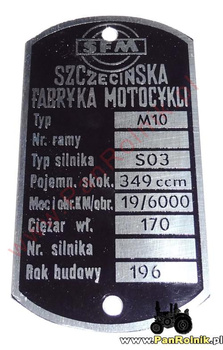 SFM
SZCZECIŃSKA
FABRYKA MOTOCYKLI
Typ M10
Nr. ramy
Typ silnika S03
Pojemn. skok. 349 ccm
Moc i obr. KM/obr. 19/6000
Ciężar wł. 170
Nr. silnika
Rok budowy 196
www.PanRolnik.pl